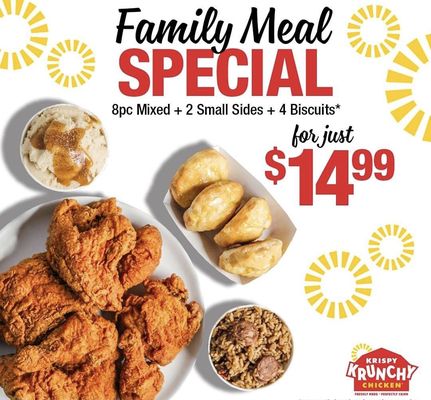 Family Meal
SPECIAL
8pc Mixed + 2 Small Sides + 4 Biscuits*
for just
$14.99
KRISPY
KRUNCHY
CHICKEN